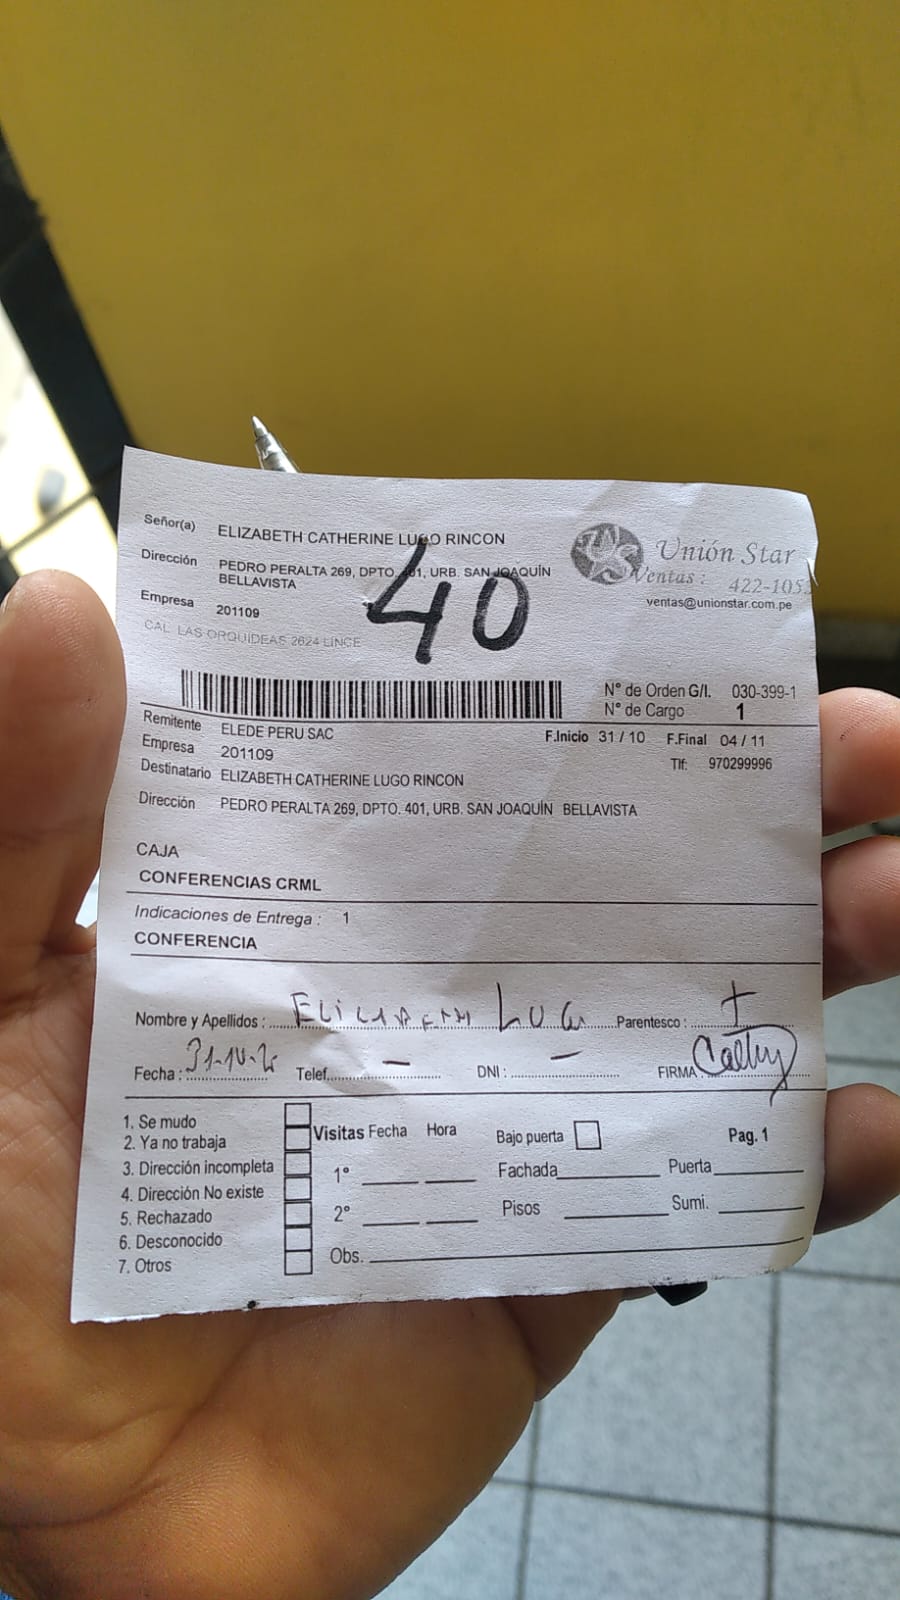 Señor(a) ELIZABETH CATHERINE LUGO RINCON
Dirección PEDRO PERALTA 269, DPTO. 401, URB. SAN JOAQUÍN
BELLAVISTA
Empresa 201109
CAL. LAS ORQUIDEAS 2624 LINCE
40
US
Unión Star
Ventas : 422-105
ventas@unionstar.com.pe
N° de Orden G/I. 030-399-1
N° de Cargo 1
Remitente ELEDE PERU SAC
F.Inicio 31 / 10 F.Final 04 / 11
Empresa 201109
Tlf: 970299996
Destinatario ELIZABETH CATHERINE LUGO RINCON
Dirección PEDRO PERALTA 269, DPTO. 401, URB. SAN JOAQUÍN BELLAVISTA
CAJA
CONFERENCIAS CRML
Indicaciones de Entrega : 1
CONFERENCIA
Nombre y Apellidos : Lugo Parentesco : T
Fecha : 31-10-2 Telef. - DNI : - FIRMA Cathy
1. Se mudo
2. Ya no trabaja
3. Dirección incompleta
4. Dirección No existe
5. Rechazado
6. Desconocido
7. Otros
Visitas Fecha Hora
1°
2°
Obs.
Bajo puerta
Pag. 1
Fachada Puerta
Pisos Sumi.